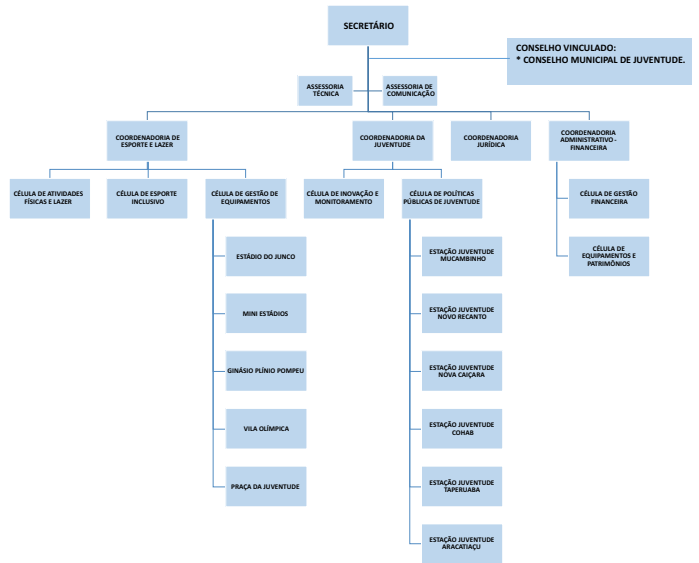 SECRETÁRIO
CONSELHO VINCULADO:
* CONSELHO MUNICIPAL DE JUVENTUDE.
ASSESSORIA
TÉCNICA
ASSESSORIA DE
COMUNICAÇÃO
COORDENADORIA DE
ESPORTE E LAZER
COORDENADORIA DA
JUVENTUDE
COORDENADORIA
JURÍDICA
COORDENADORIA
ADMINISTRATIVO -
FINANCEIRA
CÉLULA DE ATIVIDADES
FÍSICAS E LAZER
CÉLULA DE ESPORTE
INCLUSIVO
CÉLULA DE GESTÃO DE
EQUIPAMENTOS
CÉLULA DE INOVAÇÃO E
MONITORAMENTO
CÉLULA DE POLÍTICAS
PÚBLICAS DE JUVENTUDE
CÉLULA DE GESTÃO
FINANCEIRA
CÉLULA DE
EQUIPAMENTOS E
PATRIMÔNIOS
ESTÁDIO DO JUNCO
MINI ESTÁDIOS
GINÁSIO PLÍNIO POMPEU
VILA OLÍMPICA
PRAÇA DA JUVENTUDE
ESTAÇÃO JUVENTUDE
MUCAMBINHO
ESTAÇÃO JUVENTUDE
NOVO RECANTO
ESTAÇÃO JUVENTUDE
NOVA CAIÇARA
ESTAÇÃO JUVENTUDE
COHAB
ESTAÇÃO JUVENTUDE
TAPERUABA
ESTAÇÃO JUVENTUDE
ARACATIAÇU